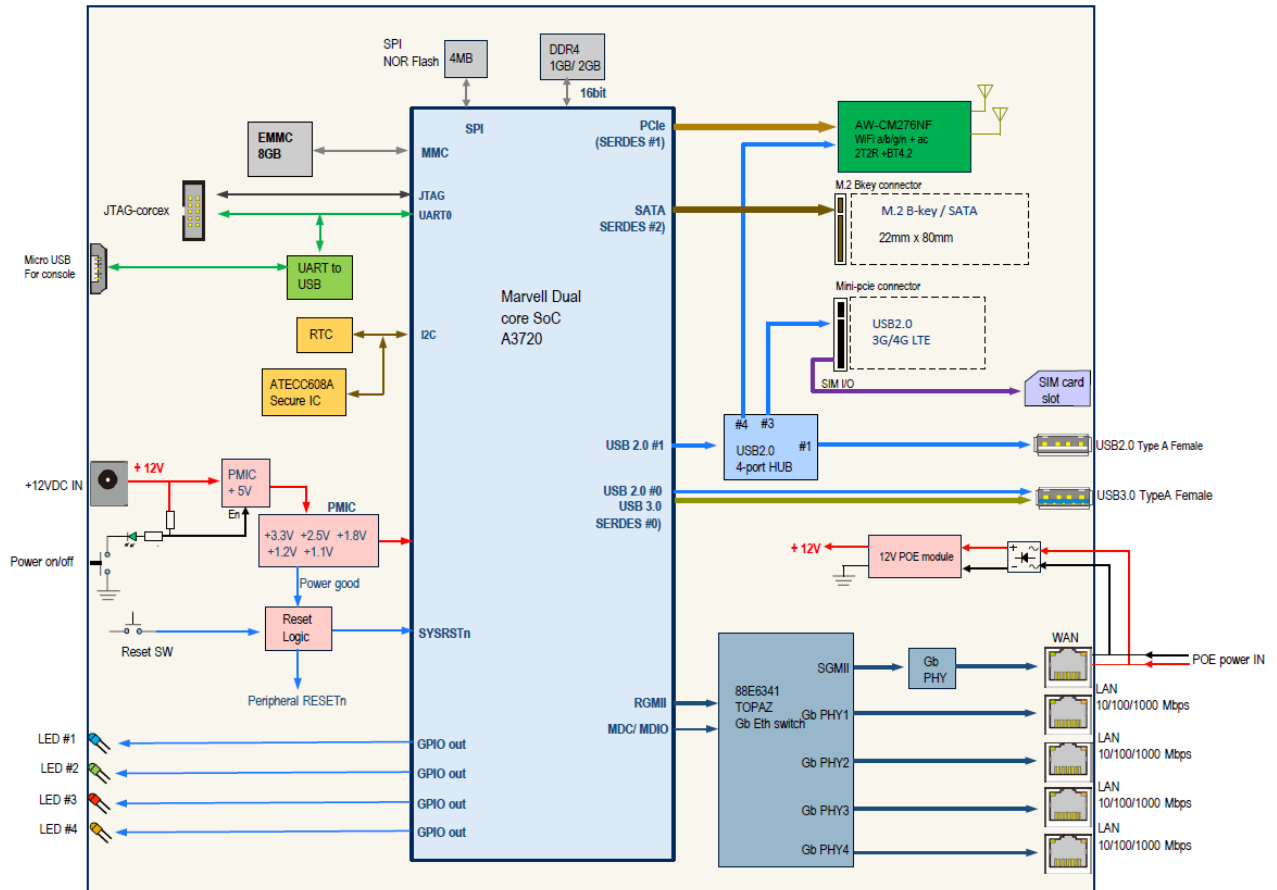 SPI
NOR Flash
4MB
DDR4
1GB/ 2GB
16bit
SPI
EMMC
8GB
MMC
JTAG
UART0
JTAG-corcex
Micro USB
For console
UART to
USB
RTC
I2C
ATECC608A
Secure IC
Marvell Dual
core SoC
A3720
PCIe
(SERDES #1)
AW-CM276NF
WiFi a/b/g/n + ac
2T2R +BT4.2
M.2 Bkey connector
SATA
SERDES #2)
M.2 B-key / SATA
22mm x 80mm
Mini-pcie connector
USB2.0
3G/4G LTE
SIM I/O
SIM card
slot
#4
#3
#1
USB2.0
4-port HUB
USB 2.0 #1
USB2.0 Type A Female
USB 2.0 #0
USB 3.0
SERDES #0)
USB3.0 TypeA Female
+12VDC IN
+ 12V
PMIC
+ 5V
En
PMIC
+3.3V +2.5V +1.8V
+1.2V +1.1V
Power on/off
Power good
Reset
Logic
SYSRSTn
Reset SW
Peripheral RESETn
+ 12V
12V POE module
+
−
WAN
POE power IN
SGMII
Gb
PHY
88E6341
TOPAZ
Gb Eth switch
RGMII
MDC/ MDIO
Gb PHY1
Gb PHY2
Gb PHY3
Gb PHY4
LAN
10/100/1000 Mbps
LAN
10/100/1000 Mbps
LAN
10/100/1000 Mbps
LAN
10/100/1000 Mbps
LED #1
GPIO out
LED #2
GPIO out
LED #3
GPIO out
LED #4
GPIO out